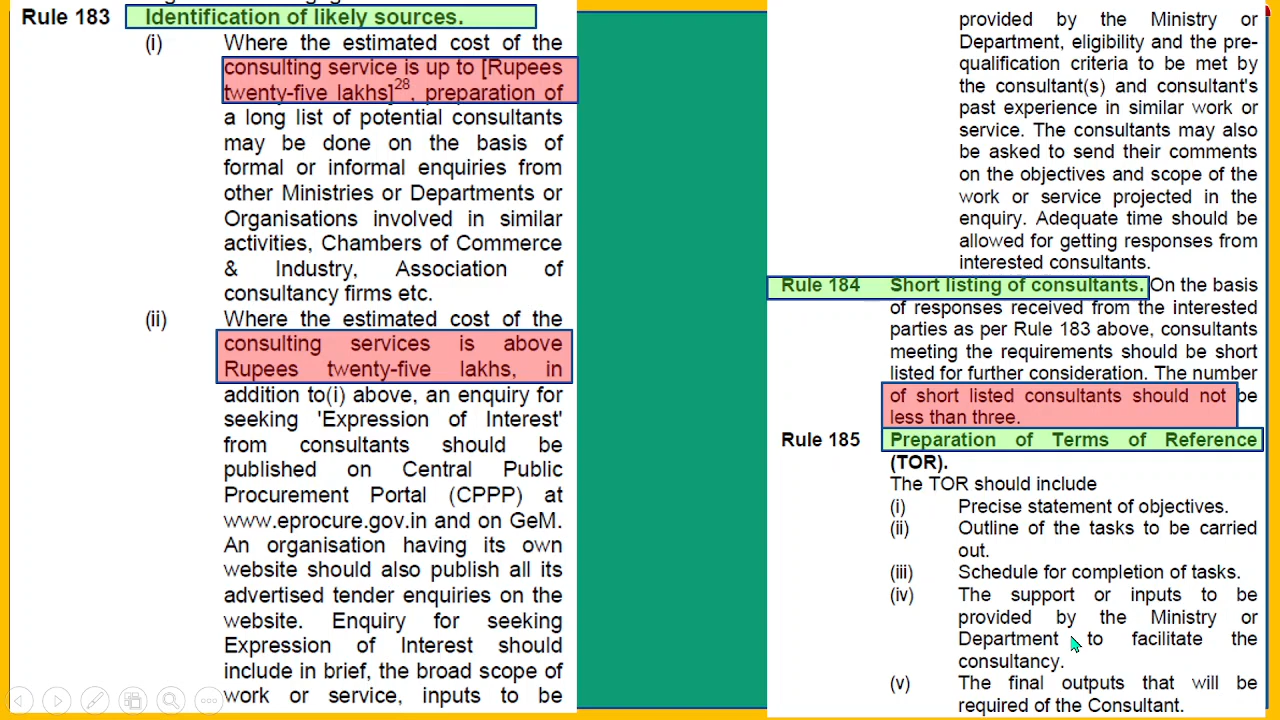 Rule 183 Identification of likely sources.
(i) Where the estimated cost of the
consulting service is up to [Rupees
twenty-five lakhs]28, preparation of
a long list of potential consultants
may be done on the basis of
formal or informal enquiries from
other Ministries or Departments or
Organisations involved in similar
activities, Chambers of Commerce
& Industry, Association of
consultancy firms etc.
(ii) Where the estimated cost of the
consulting services is above
Rupees twenty-five lakhs, in
addition to(i) above, an enquiry for
seeking 'Expression of Interest'
from consultants should be
published on Central Public
Procurement Portal (CPPP) at
www.eprocure.gov.in and on GeM.
An organisation having its own
website should also publish all its
advertised tender enquiries on the
website. Enquiry for seeking
Expression of Interest should
include in brief, the broad scope of
work or service, inputs to be
provided by the Ministry or
Department, eligibility and the pre-
qualification criteria to be met by
the consultant(s) and consultant's
past experience in similar work or
service. The consultants may also
be asked to send their comments
on the objectives and scope of the
work or service projected in the
enquiry. Adequate time should be
allowed for getting responses from
interested consultants.
Rule 184 Short listing of consultants. On the basis
of responses received from the interested
parties as per Rule 183 above, consultants
meeting the requirements should be short
listed for further consideration. The number
of short listed consultants should not be
less than three.
Rule 185 Preparation of Terms of Reference
(TOR).
The TOR should include
(i) Precise statement of objectives.
(ii) Outline of the tasks to be carried
out.
(iii) Schedule for completion of tasks.
(iv) The support or inputs to be
provided by the Ministry or
Department to facilitate the
consultancy.
(v) The final outputs that will be
required of the Consultant.